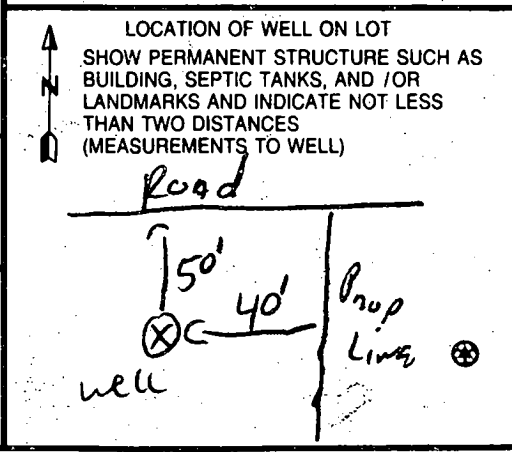 LOCATION OF WELL ON LOT
SHOW PERMANENT STRUCTURE SUCH AS
N BUILDING, SEPTIC TANKS, AND / OR
LANDMARKS AND INDICATE NOT LESS
THAN TWO DISTANCES
(MEASUREMENTS TO WELL)
Road
50'
40'
Prop
Line
X
well